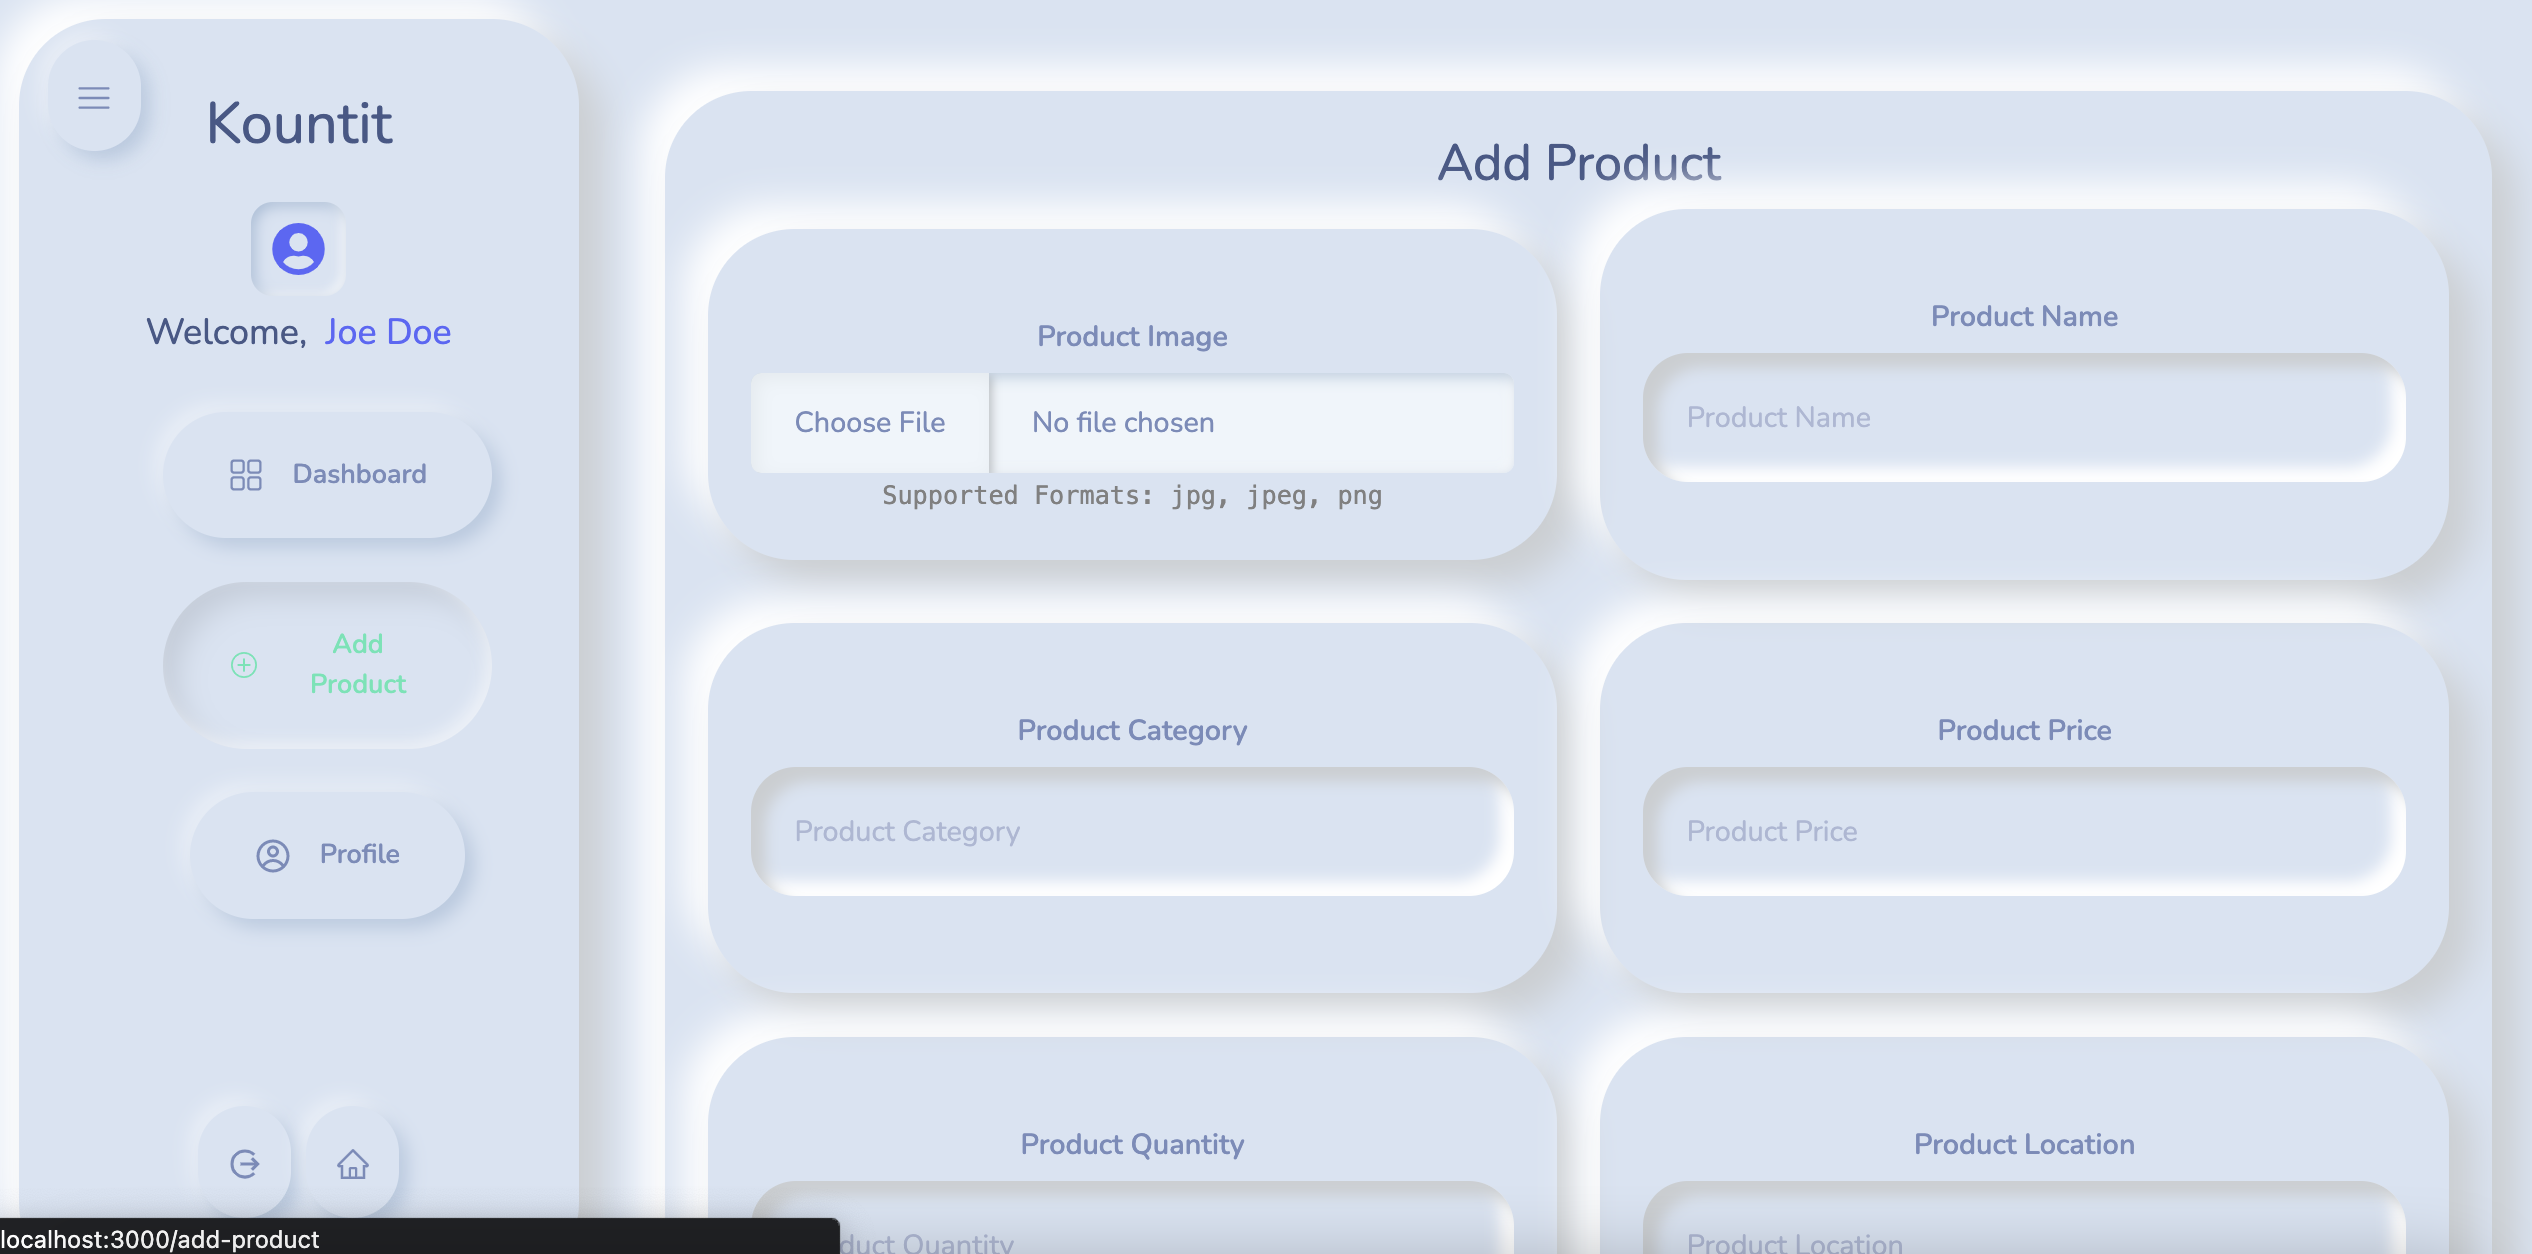 Kountit
Welcome, Joe Doe
Dashboard
Add
Product
Profile
Add Product
Product Image
Choose File
No file chosen
Supported Formats: jpg, jpeg, png
Product Name
Product Name
Product Category
Product Category
Product Price
Product Price
Product Quantity
duct Quantity
Product Location
Product Location
localhost:3000/add-product